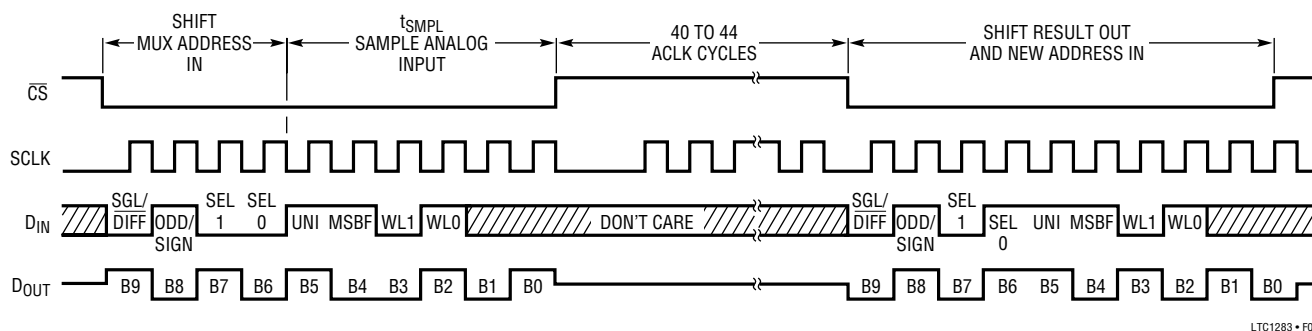 SHIFT
MUX ADDRESS
IN
tSMPL
SAMPLE ANALOG
INPUT
40 TO 44
ACLK CYCLES
SHIFT RESULT OUT
AND NEW ADDRESS IN
CS
SCLK
DIN
SGL/
DIFF
ODD/
SIGN
SEL
1
SEL
0
UNI
MSBF
WL1
WL0
DON'T CARE
SGL/
DIFF
ODD/
SIGN
SEL
1
SEL
0
UNI
MSBF
WL1
WL0
DOUT
B9 B8 B7 B6 B5 B4 B3 B2 B1 B0
B9 B8 B7 B6 B5 B4 B3 B2 B1 B0
LTC1283 • F0